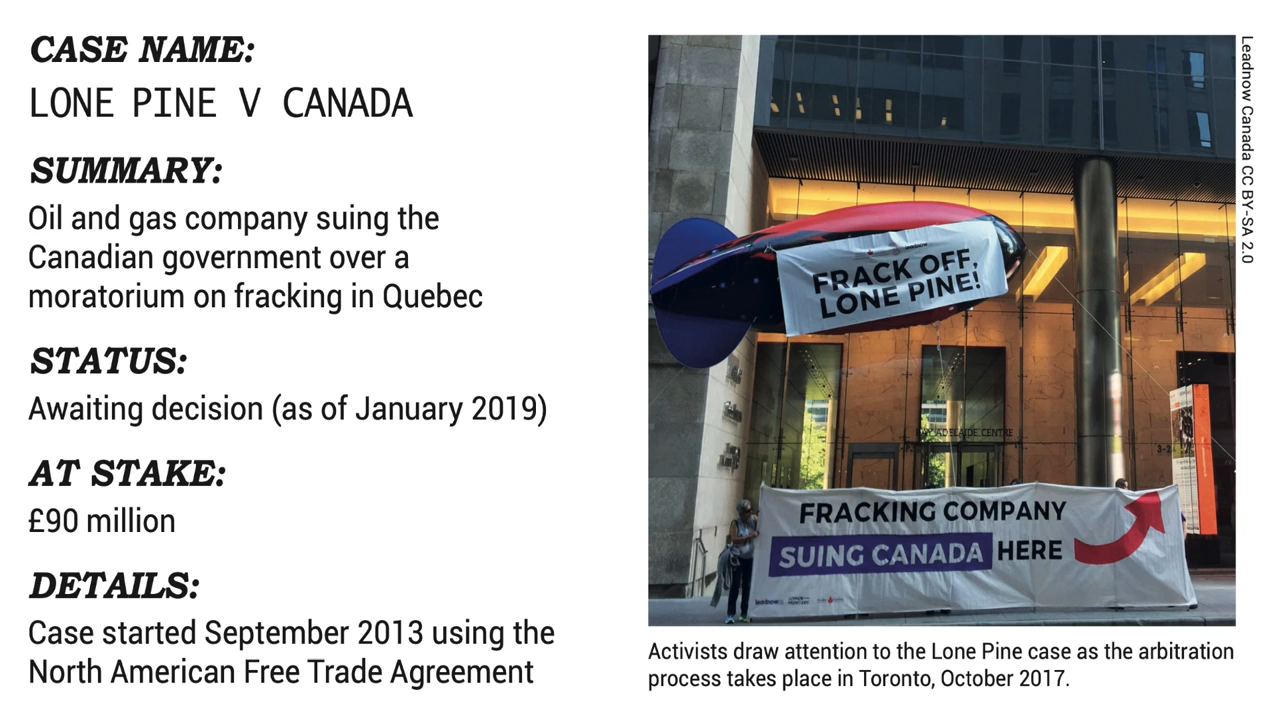 CASE NAME:
LONE PINE V CANADA
SUMMARY:
Oil and gas company suing the
Canadian government over a
moratorium on fracking in Quebec
STATUS:
Awaiting decision (as of January 2019)
AT STAKE:
£90 million
DETAILS:
Case started September 2013 using the
North American Free Trade Agreement
Leadnow Canada CC BY-SA 2.0
FRACK OFF,
LONE PINE!
ADELAIDE CENTRE
FRACKING COMPANY
SUING CANADA HERE
leadnow
Activists draw attention to the Lone Pine case as the arbitration
process takes place in Toronto, October 2017.